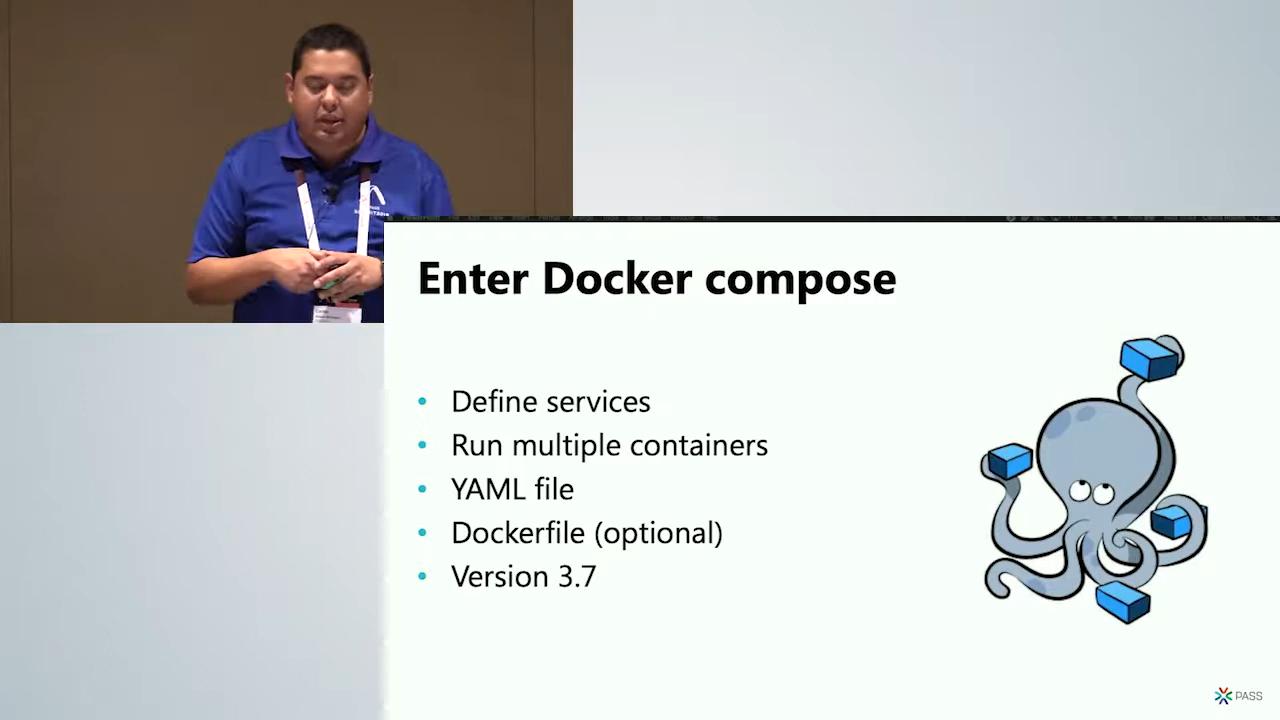 Enter Docker compose
• Define services
• Run multiple containers
• YAML file
• Dockerfile (optional)
• Version 3.7
PASS